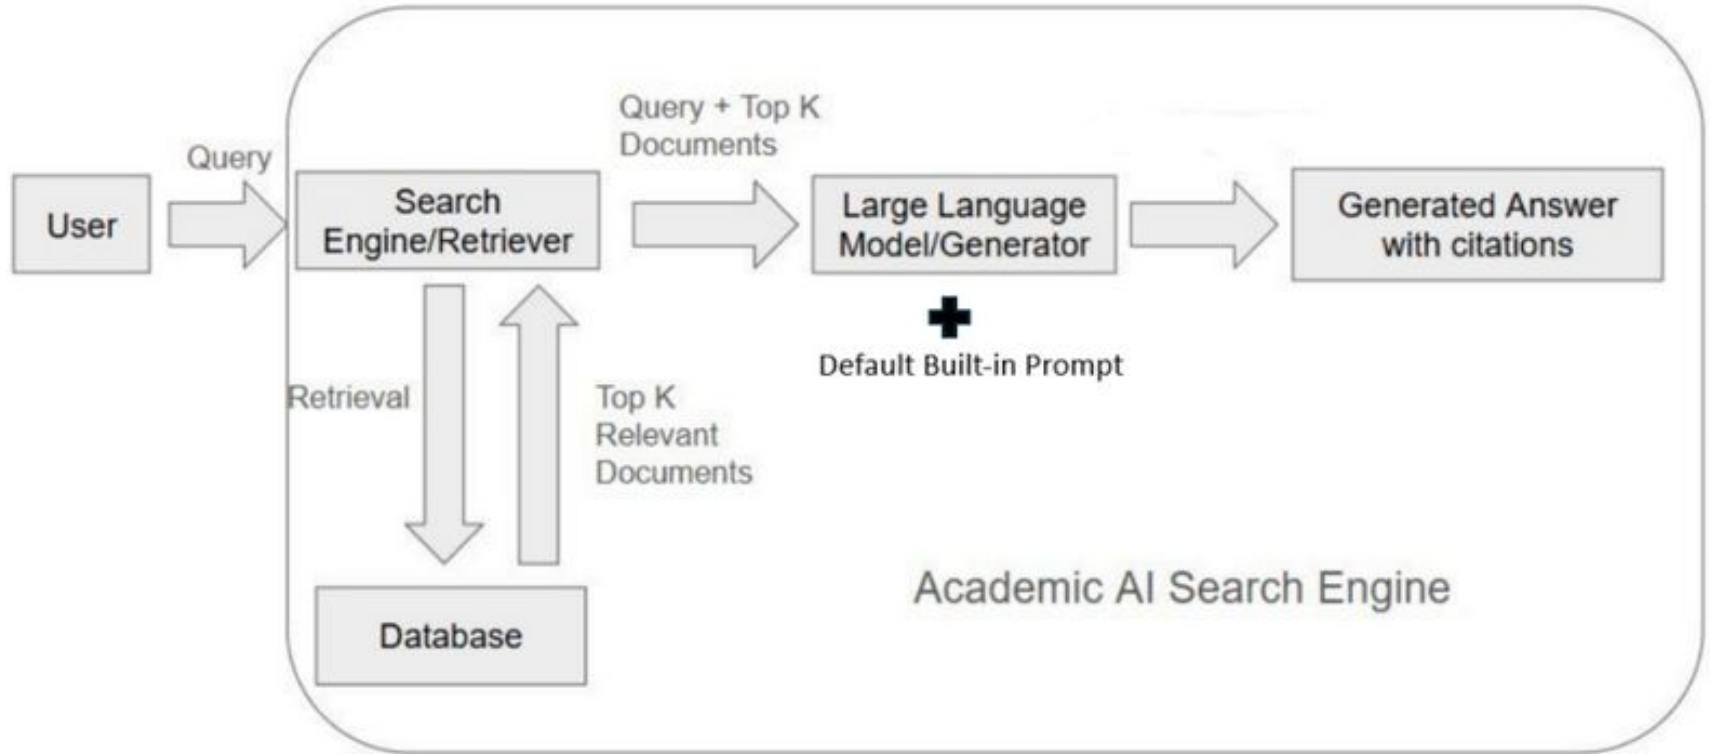 Query + Top K
Documents
Query
User
Search
Engine/Retriever
Large Language
Model/Generator
Generated Answer
with citations
Default Built-in Prompt
Retrieval
Top K
Relevant
Documents
Academic AI Search Engine
Database